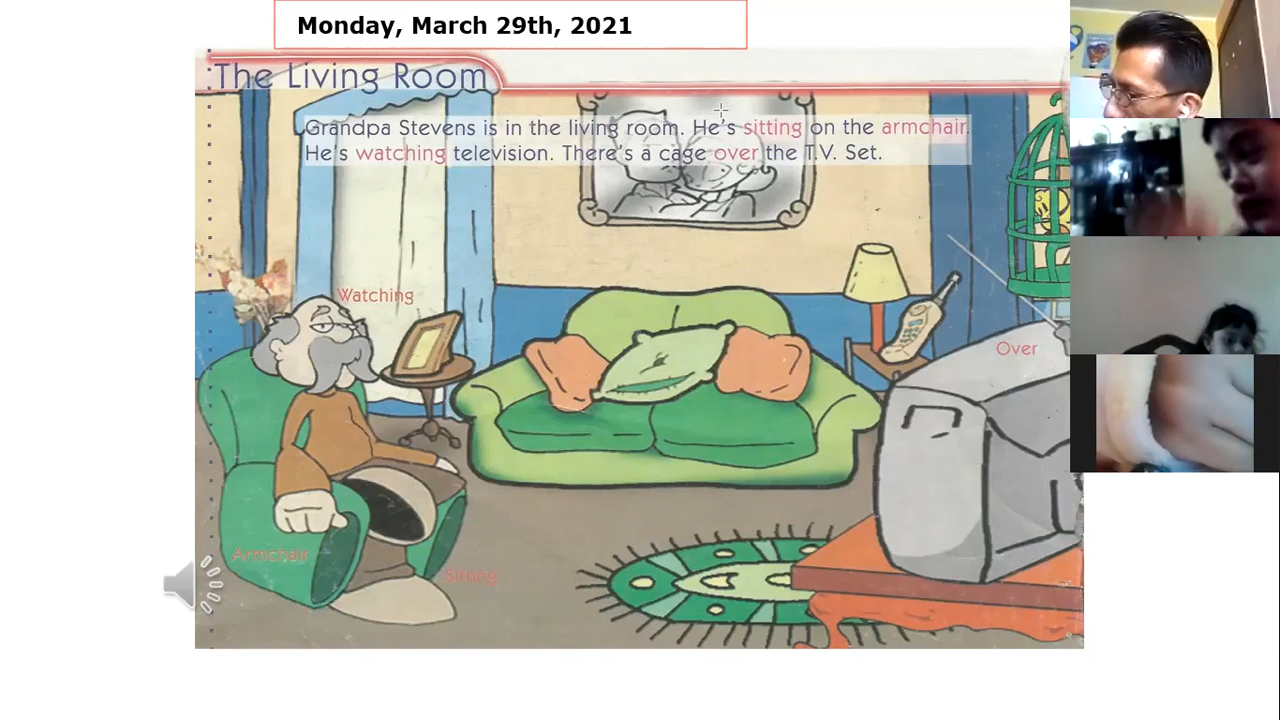 Monday, March 29th, 2021
The Living Room
Grandpa Stevens is in the living room. He's sitting on the armchair.
He's watching television. There's a cage over the T.V. Set.
Watching
Over
Armchair
Sitting